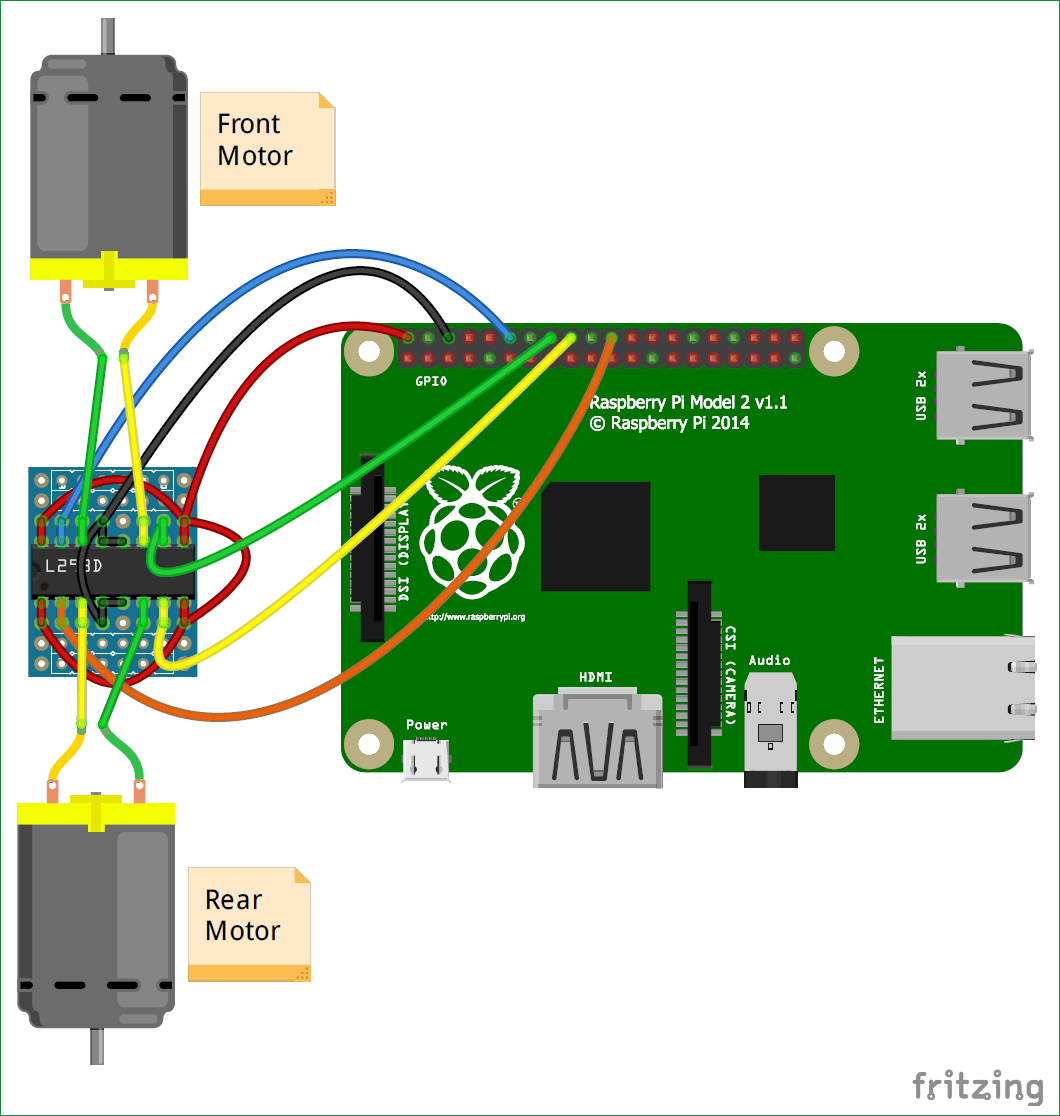 Front
Motor
GPIO
Raspberry Pi Model 2 v1.1
© Raspberry Pi 2014
USB 2x
L293D
DSI (DISPLAY)
USB 2x
http://www.raspberrypi.org
CSI (CAMERA)
HDMI
Audio
ETHERNET
Power
Rear
Motor
fritzing